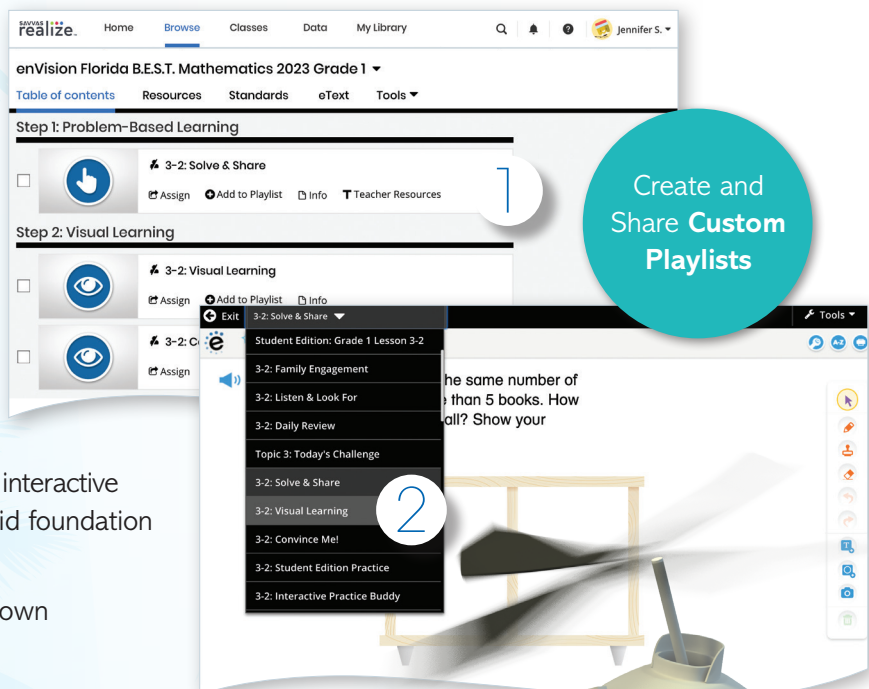 SAVVAS
realize. Home Browse Classes Data My Library Jennifer S.
enVision Florida B.E.S.T. Mathematics 2023 Grade 1
Table of contents Resources Standards eText Tools
Step 1: Problem-Based Learning
3-2: Solve & Share
Assign Add to Playlist Info T Teacher Resources
1
Step 2: Visual Learning
3-2: Visual Learning
Assign Add to Playlist Info
3-2:
Assign
Create and
Share Custom
Playlists
Exit 3-2: Solve & Share Tools
e A-Z
Student Edition: Grade 1 Lesson 3-2
3-2: Family Engagement
3-2: Listen & Look For
3-2: Daily Review
Topic 3: Today's Challenge
3-2: Solve & Share
3-2: Visual Learning
2
3-2: Convince Me!
3-2: Student Edition Practice
3-2: Interactive Practice Buddy
he same number of
than 5 books. How
all? Show your
T
interactive
id foundation
own